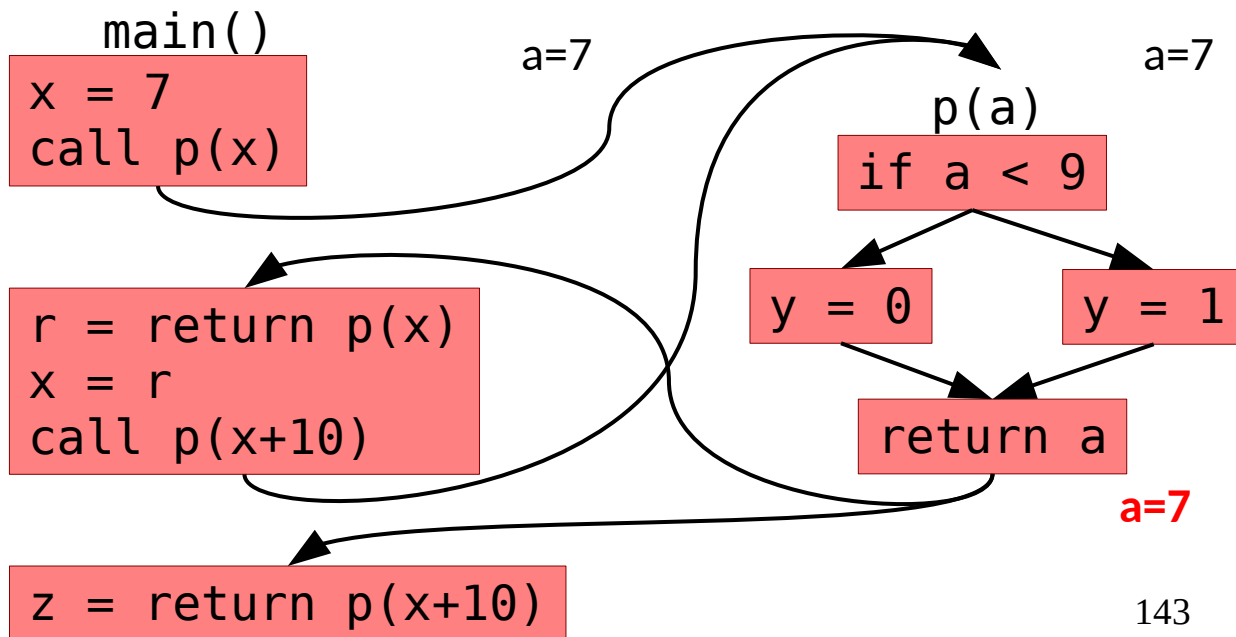 main()
a=7
a=7
x = 7
call p(x)
p(a)
if a < 9
y = 0
y = 1
r = return p(x)
x = r
call p(x+10)
return a
a=7
z = return p(x+10)
143